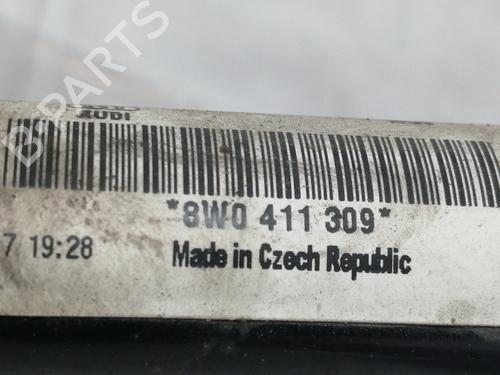 B-PARTS
AUDI
*8W0 411 309*
7 19:28
Made in Czech Republic